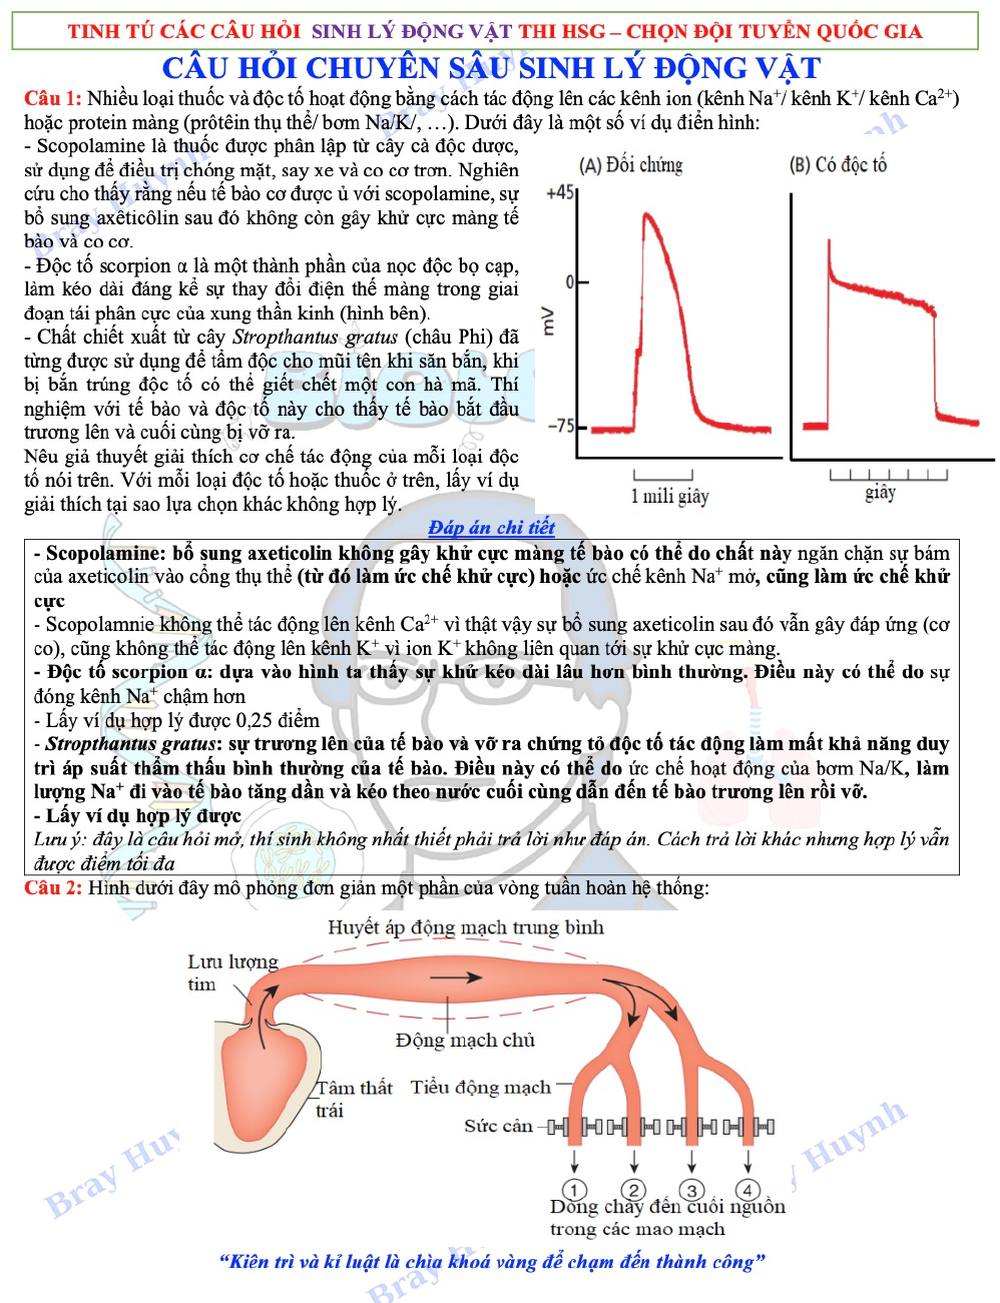 TINH TÚ CÁC CÂU HỎI SINH LÝ ĐỘNG VẬT THI HSG – CHỌN ĐỘI TUYỂN QUỐC GIA
CÂU HỎI CHUYÊN SÂU SINH LÝ ĐỘNG VẬT
Câu 1: Nhiều loại thuốc và độc tố hoạt động bằng cách tác động lên các kênh ion (kênh Na⁺/ kênh K⁺/ kênh Ca²⁺)
hoặc protein màng (prôtêin thụ thể/ bơm Na/K/, …). Dưới đây là một số ví dụ điển hình:
- Scopolamine là thuốc được phân lập từ cây cà độc dược,
sử dụng để điều trị chóng mặt, say xe và co cơ trơn. Nghiên
cứu cho thấy rằng nếu tế bào cơ được ủ với scopolamine, sự
bổ sung axêticôlin sau đó không còn gây khử cực màng tế
bào và co cơ.
- Độc tố scorpion α là một thành phần của nọc độc bọ cạp,
làm kéo dài đáng kể sự thay đổi điện thế màng trong giai
đoạn tái phân cực của xung thần kinh (hình bên).
- Chất chiết xuất từ cây Stropthantus gratus (châu Phi) đã
từng được sử dụng để tẩm độc cho mũi tên khi săn bắn, khi
bị bắn trúng độc tố có thể giết chết một con hà mã. Thí
nghiệm với tế bào và độc tố này cho thấy tế bào bắt đầu
trương lên và cuối cùng bị vỡ ra.
Nêu giả thuyết giải thích cơ chế tác động của mỗi loại độc
tố nói trên. Với mỗi loại độc tố hoặc thuốc ở trên, lấy ví dụ
giải thích tại sao lựa chọn khác không hợp lý.
(A) Đối chứng
(B) Có độc tố
+45
0
mV
−75
1 mili giây
giây
Đáp án chi tiết
- Scopolamine: bổ sung axeticolin không gây khử cực màng tế bào có thể do chất này ngăn chặn sự bám
của axeticolin vào cổng thụ thể (từ đó làm ức chế khử cực) hoặc ức chế kênh Na⁺ mở, cũng làm ức chế khử
cực
- Scopolamnie không thể tác động lên kênh Ca²⁺ vì thật vậy sự bổ sung axeticolin sau đó vẫn gây đáp ứng (cơ
co), cũng không thể tác động lên kênh K⁺ vì ion K⁺ không liên quan tới sự khử cực màng.
- Độc tố scorpion α: dựa vào hình ta thấy sự khử kéo dài lâu hơn bình thường. Điều này có thể do sự
đóng kênh Na⁺ chậm hơn
- Lấy ví dụ hợp lý được 0,25 điểm
- Stropthantus gratus: sự trương lên của tế bào và vỡ ra chứng tỏ độc tố tác động làm mất khả năng duy
trì áp suất thẩm thấu bình thường của tế bào. Điều này có thể do ức chế hoạt động của bơm Na/K, làm
lượng Na⁺ đi vào tế bào tăng dần và kéo theo nước cuối cùng dẫn đến tế bào trương lên rồi vỡ.
- Lấy ví dụ hợp lý được
Lưu ý: đây là câu hỏi mở, thí sinh không nhất thiết phải trả lời như đáp án. Cách trả lời khác nhưng hợp lý vẫn
được điểm tối đa
Câu 2: Hình dưới đây mô phỏng đơn giản một phần của vòng tuần hoàn hệ thống:
Huyết áp động mạch trung bình
Lưu lượng
tim
Động mạch chủ
Tâm thất
trái
Tiểu động mạch
Sức cản
1 2 3 4
Dòng chảy đến cuối nguồn
trong các mao mạch
“Kiên trì và kỉ luật là chìa khoá vàng để chạm đến thành công”
Bray Huynh